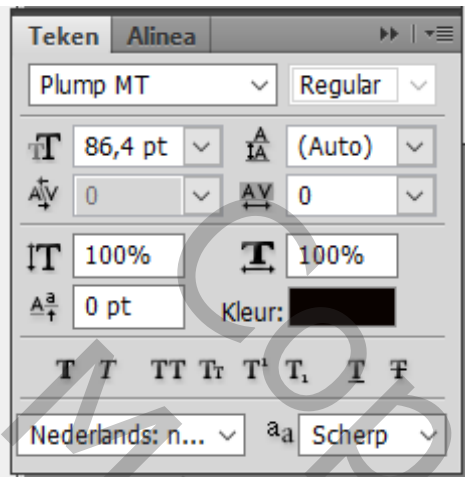 Teken Alinea
Plump MT Regular
86,4 pt (Auto)
0 0
100% 100%
0 pt Kleur:
T T TT Tr T¹ T₁ T T
Nederlands: n... aa Scherp